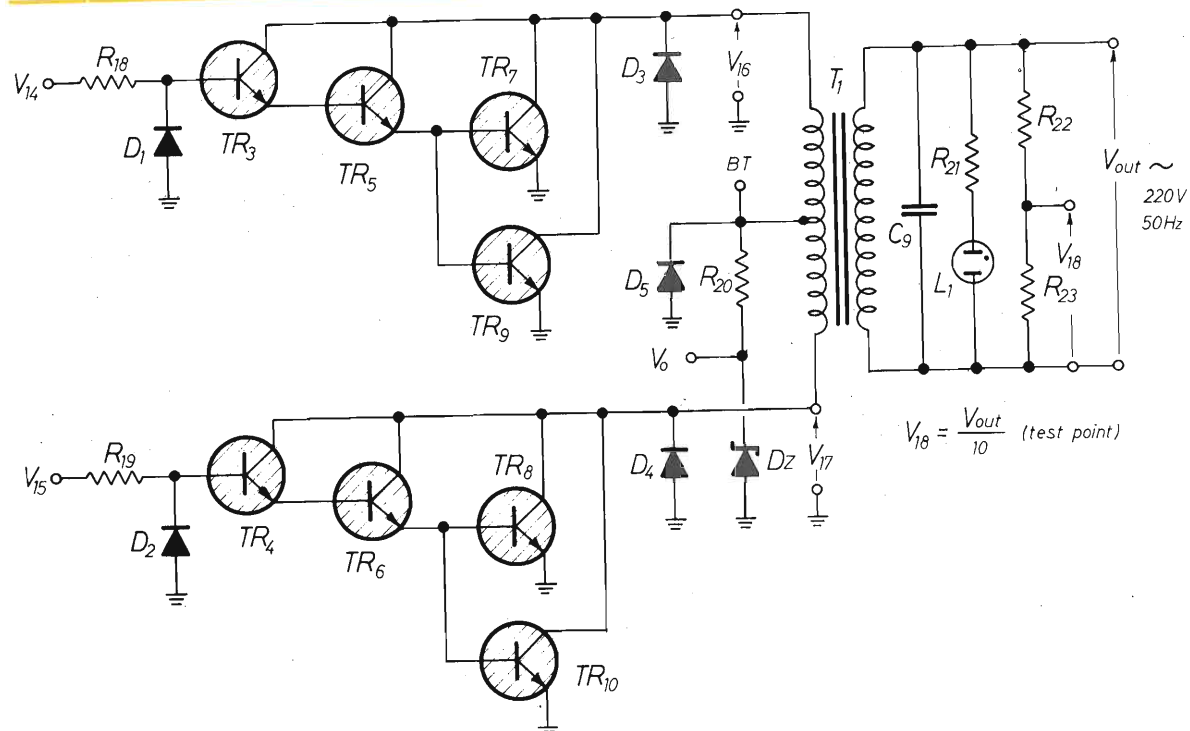 V14
R18
D1
TR3
TR5
TR7
TR9
D3
V16
T1
BT
D5
R20
V0
C9
R21
L1
R22
R23
V18
Vout ~
220V
50Hz
V15
R19
D2
TR4
TR6
TR8
TR10
D4
DZ
V17
V18 = Vout / 10 (test point)